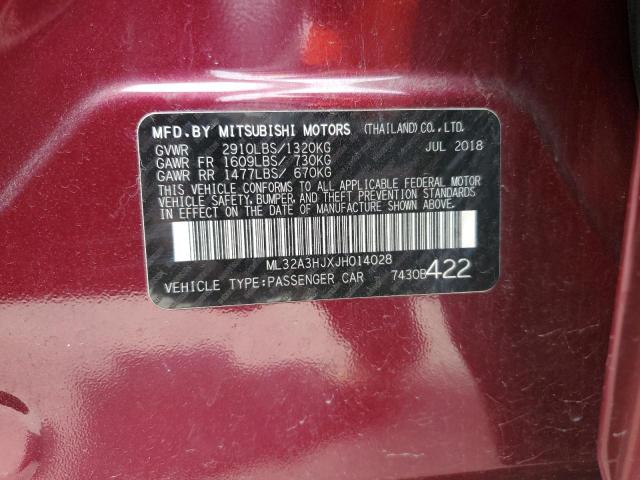 MFD.BY MITSUBISHI MOTORS (THAILAND)CO.,LTD.
GVWR 2910LBS/1320KG JUL 2018
GAWR FR 1609LBS/ 730KG
GAWR RR 1477LBS/ 670KG
THIS VEHICLE CONFORMS TO ALL APPLICABLE FEDERAL MOTOR
VEHICLE SAFETY, BUMPER, AND THEFT PREVENTION STANDARDS
IN EFFECT ON THE DATE OF MANUFACTURE SHOWN ABOVE.
ML32A3HJXJH014028
VEHICLE TYPE:PASSENGER CAR 7430B422